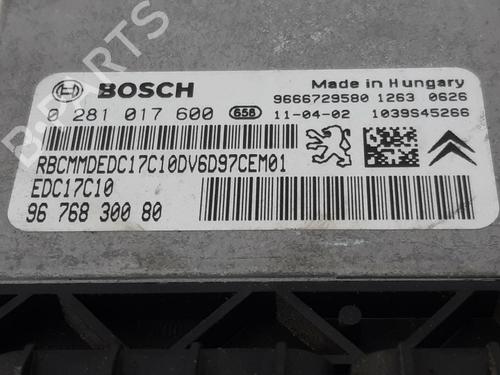 BOSCH
Made in Hungary
0 281 017 600 658
9666729580 1263 0626
11-04-02 1039S45266
RBCMMDEDC17C10DV6D97CEM01
EDC17C10
96 768 300 80
B-PARTS